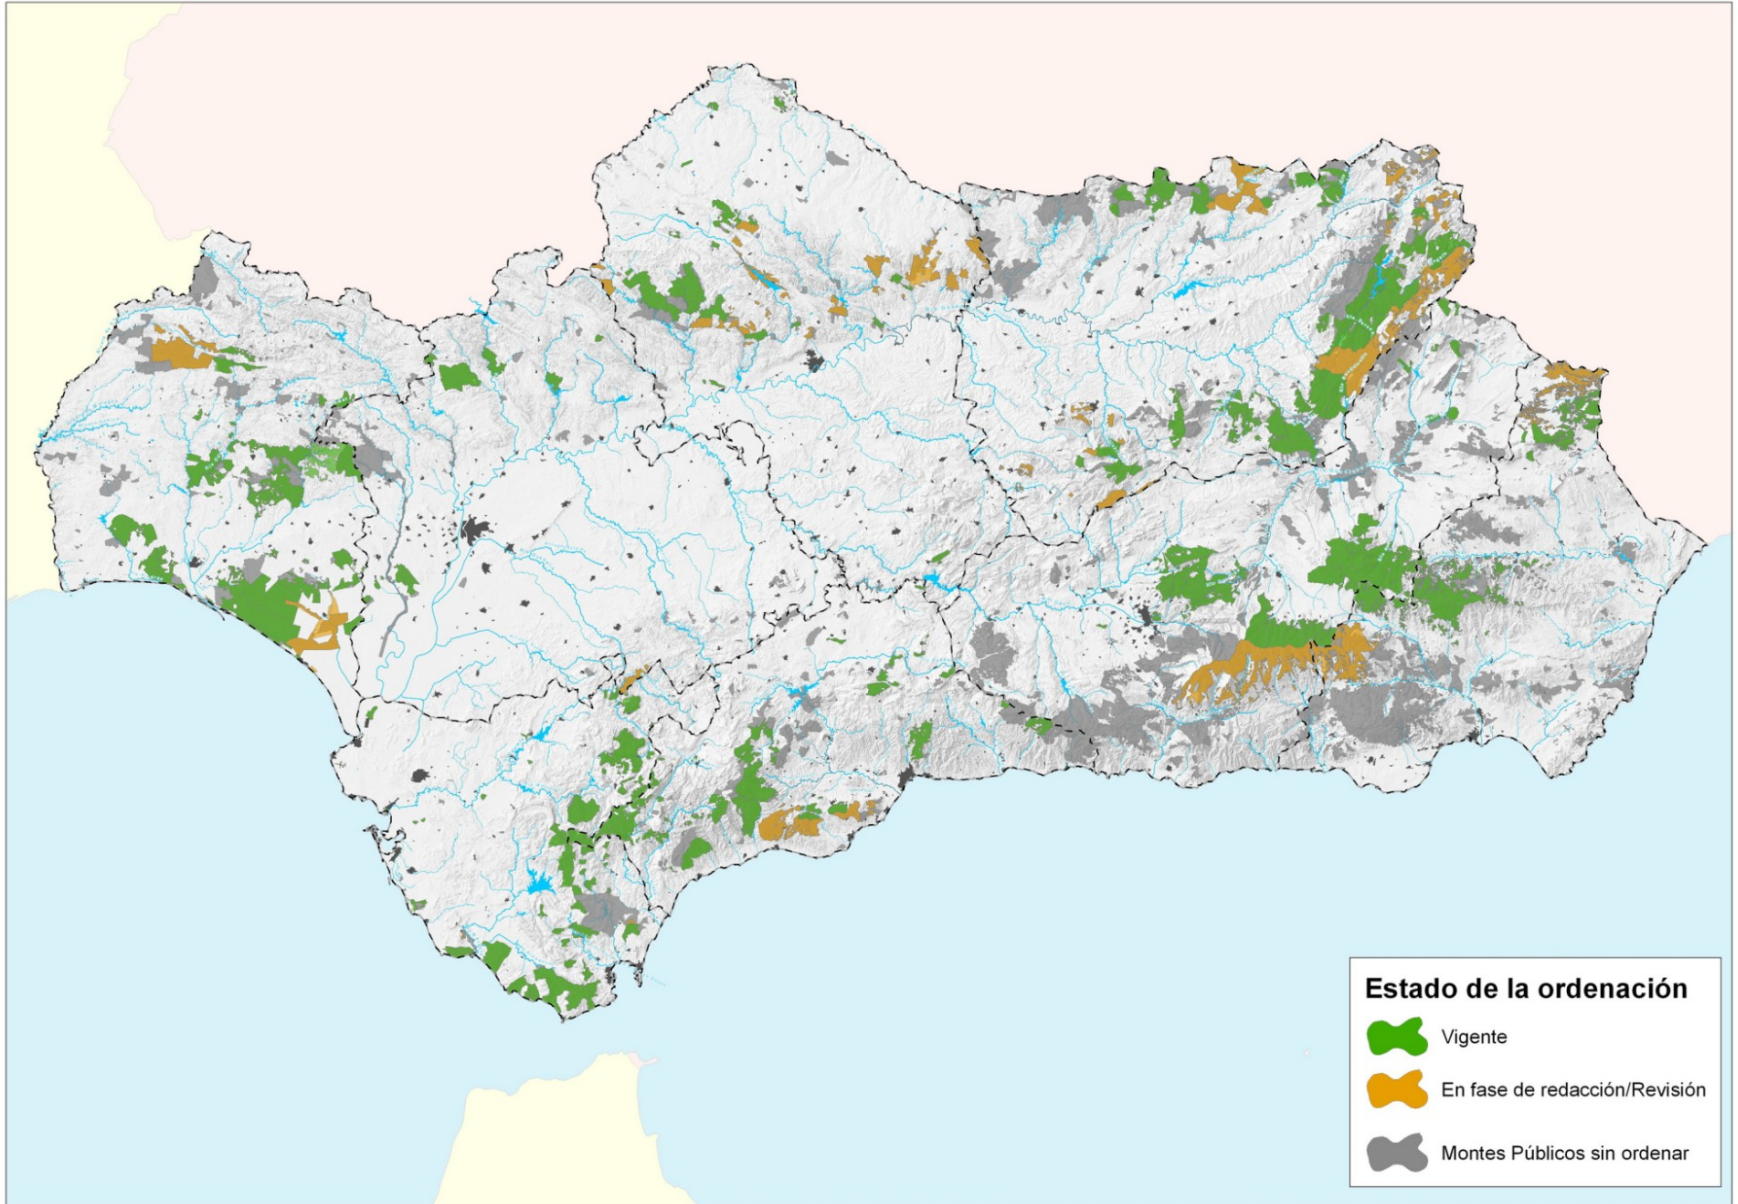 Estado de la ordenación
Vigente
En fase de redacción/Revisión
Montes Públicos sin ordenar